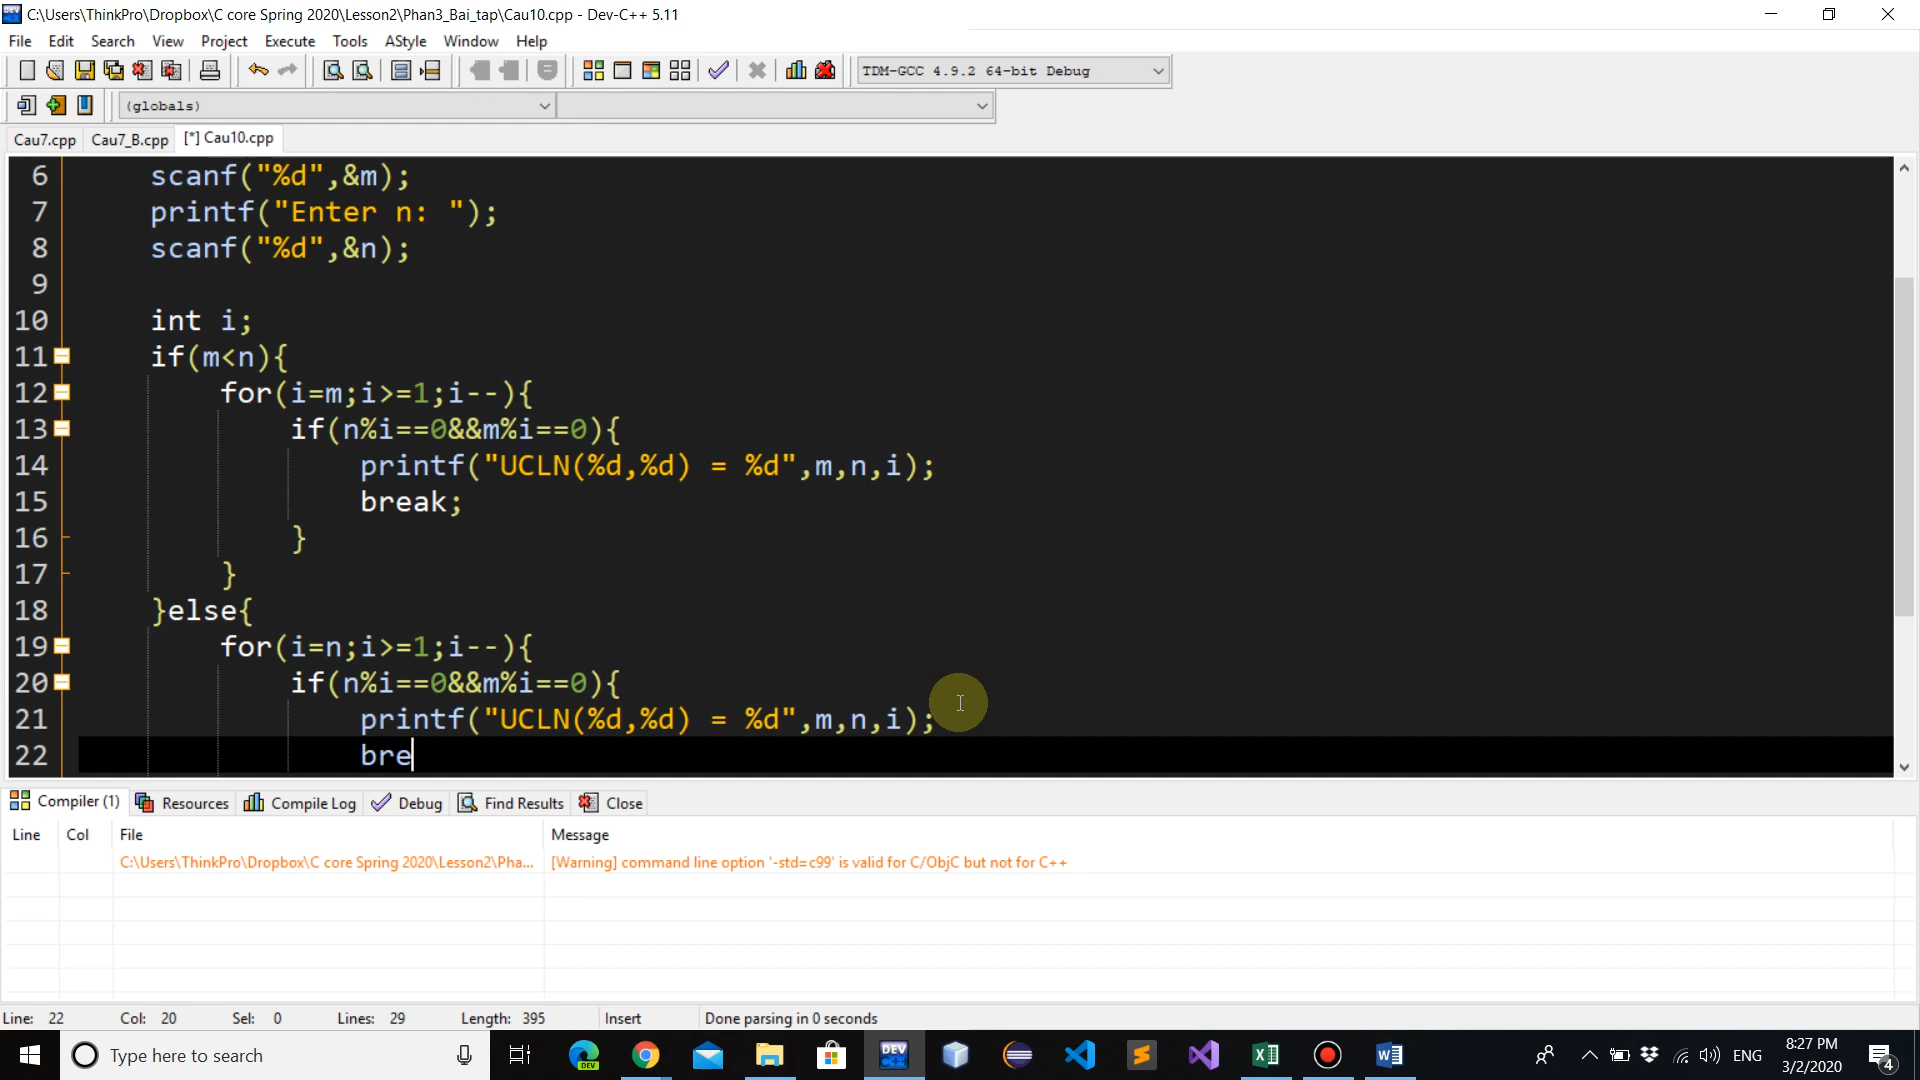 C:\Users\ThinkPro\Dropbox\C core Spring 2020\Lesson2\Phan3_Bai_tap\Cau10.cpp - Dev-C++ 5.11
File Edit Search View Project Execute Tools AStyle Window Help
TDM-GCC 4.9.2 64-bit Debug
(globals)
Cau7.cpp Cau7_B.cpp [*] Cau10.cpp
6 scanf("%d",&m);
7 printf("Enter n: ");
8 scanf("%d",&n);
9
10 int i;
11 if(m<n){
12 for(i=m;i>=1;i--){
13 if(n%i==0&&m%i==0){
14 printf("UCLN(%d,%d) = %d",m,n,i);
15 break;
16 }
17 }
18 }else{
19 for(i=n;i>=1;i--){
20 if(n%i==0&&m%i==0){
21 printf("UCLN(%d,%d) = %d",m,n,i);
22 bre
Compiler (1) Resources Compile Log Debug Find Results Close
Line Col File Message
C:\Users\ThinkPro\Dropbox\C core Spring 2020\Lesson2\Pha... [Warning] command line option '-std=c99' is valid for C/ObjC but not for C++
Line: 22 Col: 20 Sel: 0 Lines: 29 Length: 395 Insert Done parsing in 0 seconds
Type here to search
DEV
DEV
ENG
8:27 PM
3/2/2020
4